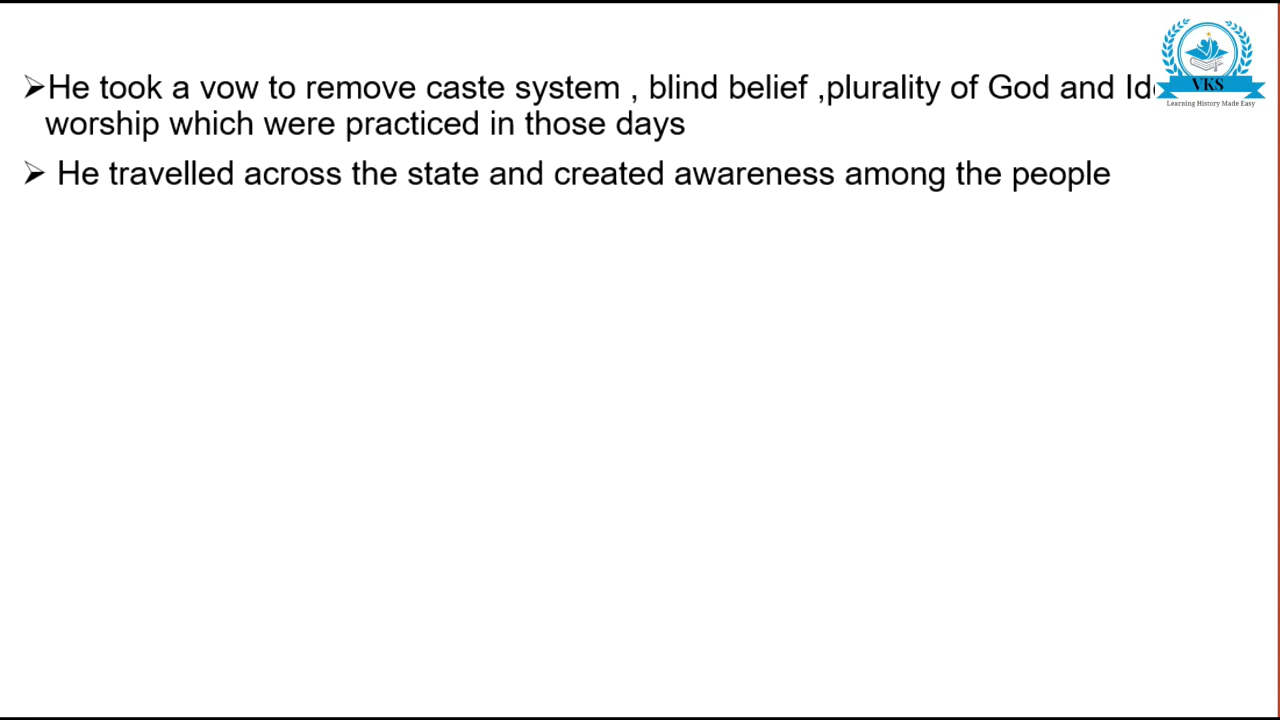 ➢He took a vow to remove caste system , blind belief ,plurality of God and
worship which were practiced in those days
➢ He travelled across the state and created awareness among the people
VKS
Learning History Made Easy